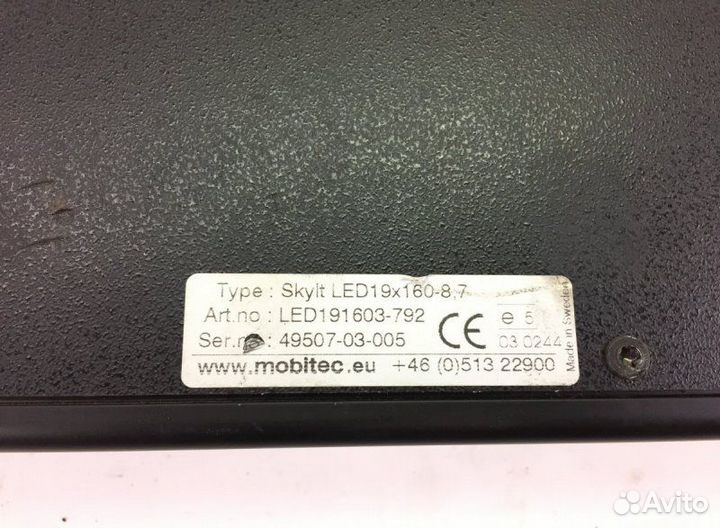 Type : Skylt LED19x160-8,7
Art.no : LED191603-792
Ser.n : 49507-03-005
CE
e 5
03 0244
www.mobitec.eu +46 (0)513 22900
Made in Sweden
Avito